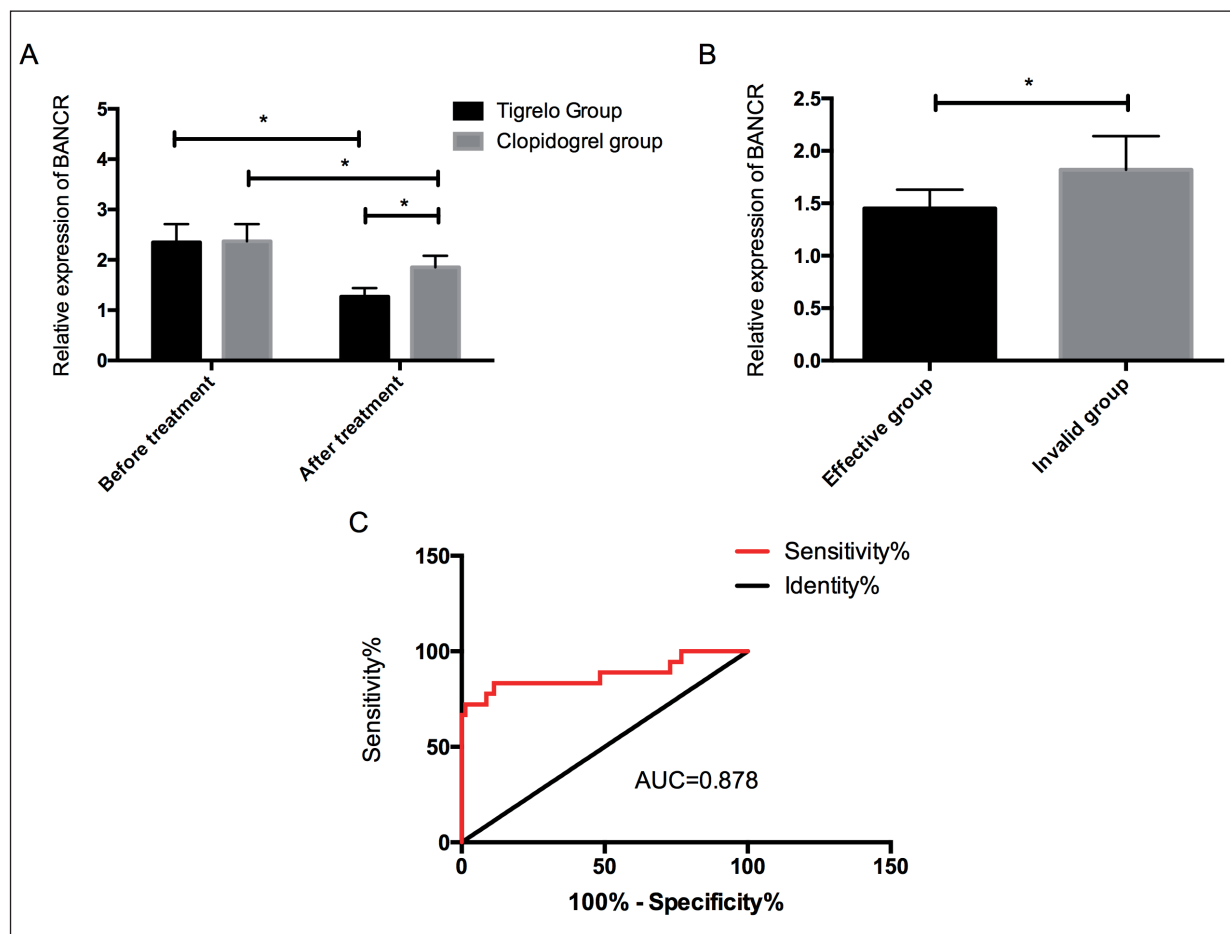 A
Relative expression of BANCR
5
4
3
2
1
0
*
*
*
Tigrelo Group
Clopidogrel group
Before treatment
After treatment
B
Relative expression of BANCR
2.5
2.0
1.5
1.0
0.5
0.0
*
Effective group
Invalid group
C
Sensitivity%
150
100
50
0
Sensitivity%
Identity%
AUC=0.878
0
50
100
150
100% - Specificity%